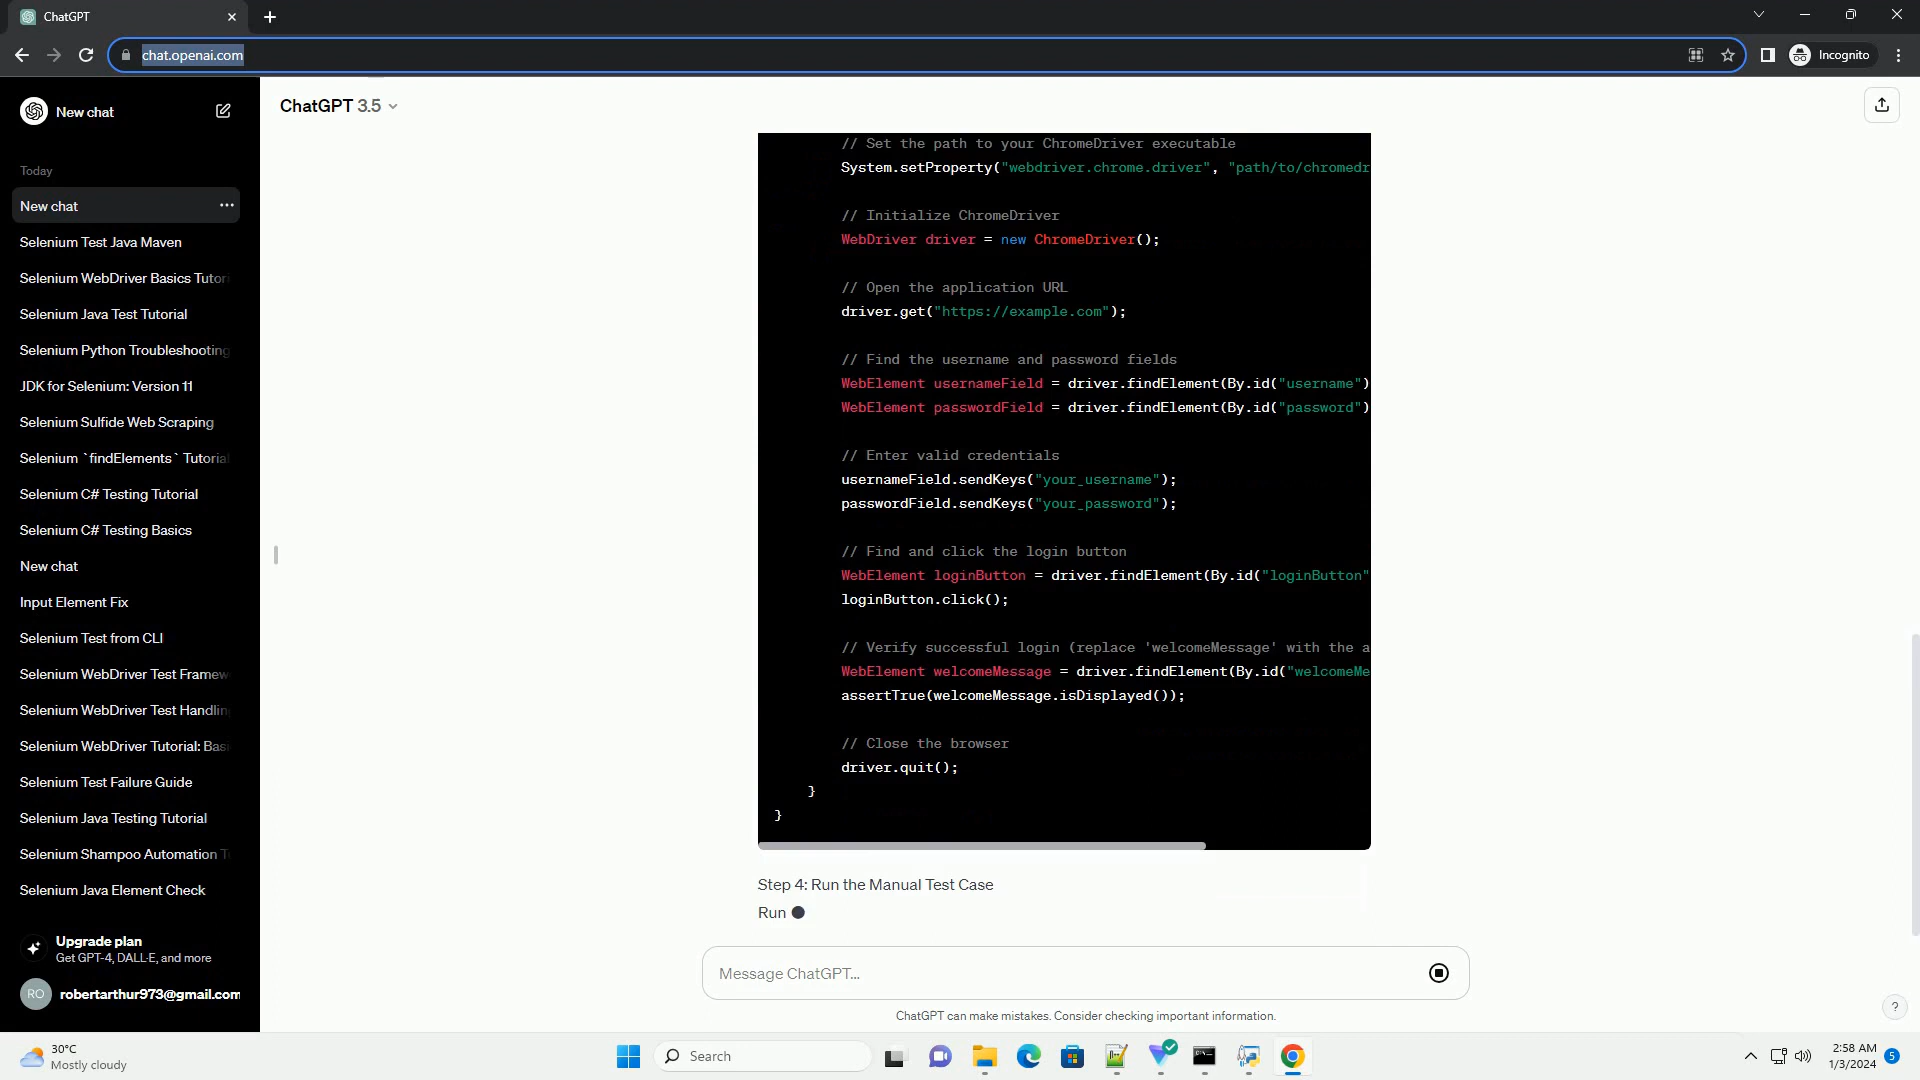 ChatGPT
chat.openai.com
Incognito
New chat
Today
New chat
Selenium Test Java Maven
Selenium WebDriver Basics Tutori
Selenium Java Test Tutorial
Selenium Python Troubleshooting
JDK for Selenium: Version 11
Selenium Sulfide Web Scraping
Selenium `findElements` Tutorial
Selenium C# Testing Tutorial
Selenium C# Testing Basics
New chat
Input Element Fix
Selenium Test from CLI
Selenium WebDriver Test Framew
Selenium WebDriver Test Handlin
Selenium WebDriver Tutorial: Bas
Selenium Test Failure Guide
Selenium Java Testing Tutorial
Selenium Shampoo Automation T
Selenium Java Element Check
Upgrade plan
Get GPT-4, DALL·E, and more
RO robertarthur973@gmail.com
ChatGPT 3.5
// Set the path to your ChromeDriver executable
System.setProperty("webdriver.chrome.driver", "path/to/chromedr
// Initialize ChromeDriver
WebDriver driver = new ChromeDriver();
// Open the application URL
driver.get("https://example.com");
// Find the username and password fields
WebElement usernameField = driver.findElement(By.id("username")
WebElement passwordField = driver.findElement(By.id("password")
// Enter valid credentials
usernameField.sendKeys("your_username");
passwordField.sendKeys("your_password");
// Find and click the login button
WebElement loginButton = driver.findElement(By.id("loginButton"
loginButton.click();
// Verify successful login (replace 'welcomeMessage' with the a
WebElement welcomeMessage = driver.findElement(By.id("welcomeMe
assertTrue(welcomeMessage.isDisplayed());
// Close the browser
driver.quit();
}
}
Step 4: Run the Manual Test Case
Run
Message ChatGPT...
ChatGPT can make mistakes. Consider checking important information.
?
30°C
Mostly cloudy
Search
2:58 AM
1/3/2024
5